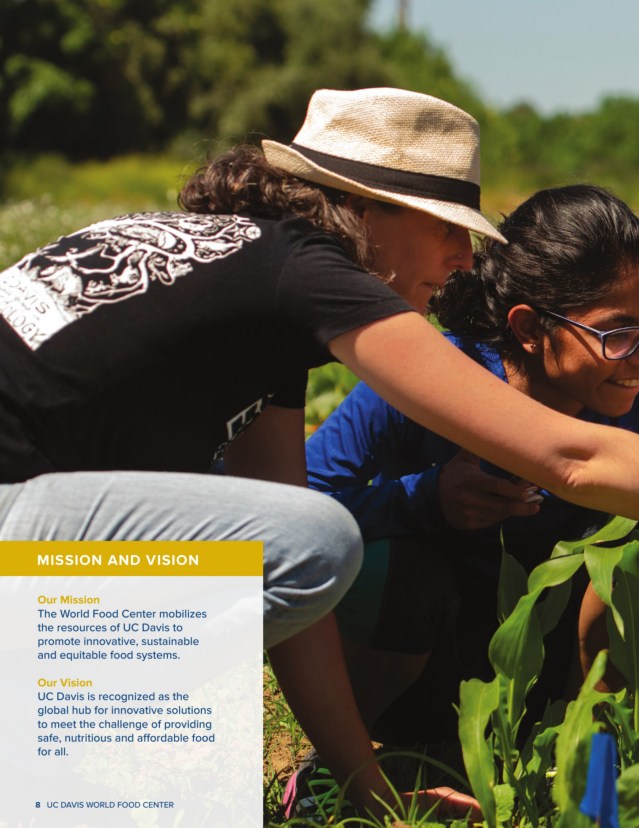 DAVIS
MISSION AND VISION
Our Mission
The World Food Center mobilizes
the resources of UC Davis to
promote innovative, sustainable
and equitable food systems.
Our Vision
UC Davis is recognized as the
global hub for innovative solutions
to meet the challenge of providing
safe, nutritious and affordable food
for all.
8 UC DAVIS WORLD FOOD CENTER